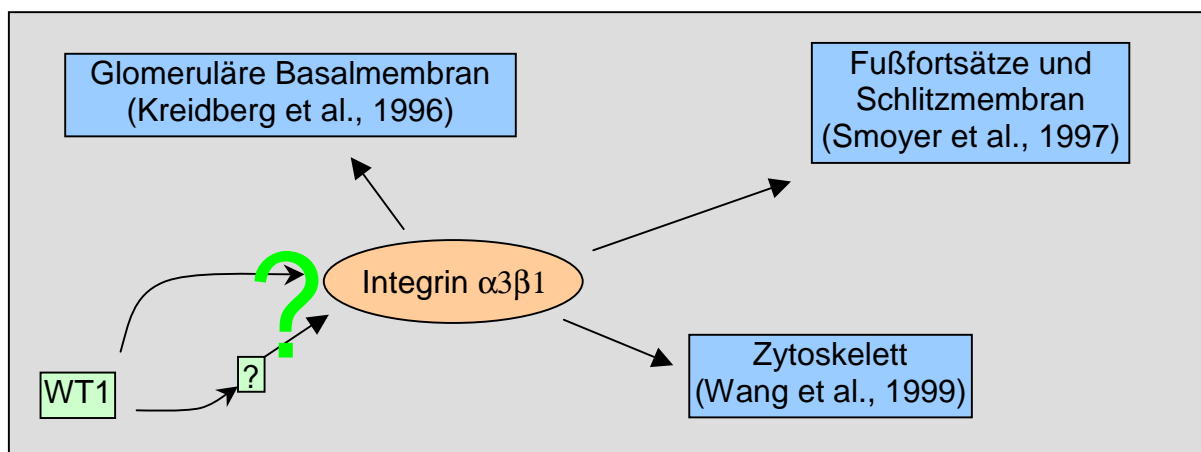 Glomeruläre Basalmembran
(Kreidberg et al., 1996)
Fußfortsätze und
Schlitzmembran
(Smoyer et al., 1997)
?
Integrin α3β1
?
WT1
Zytoskelett
(Wang et al., 1999)